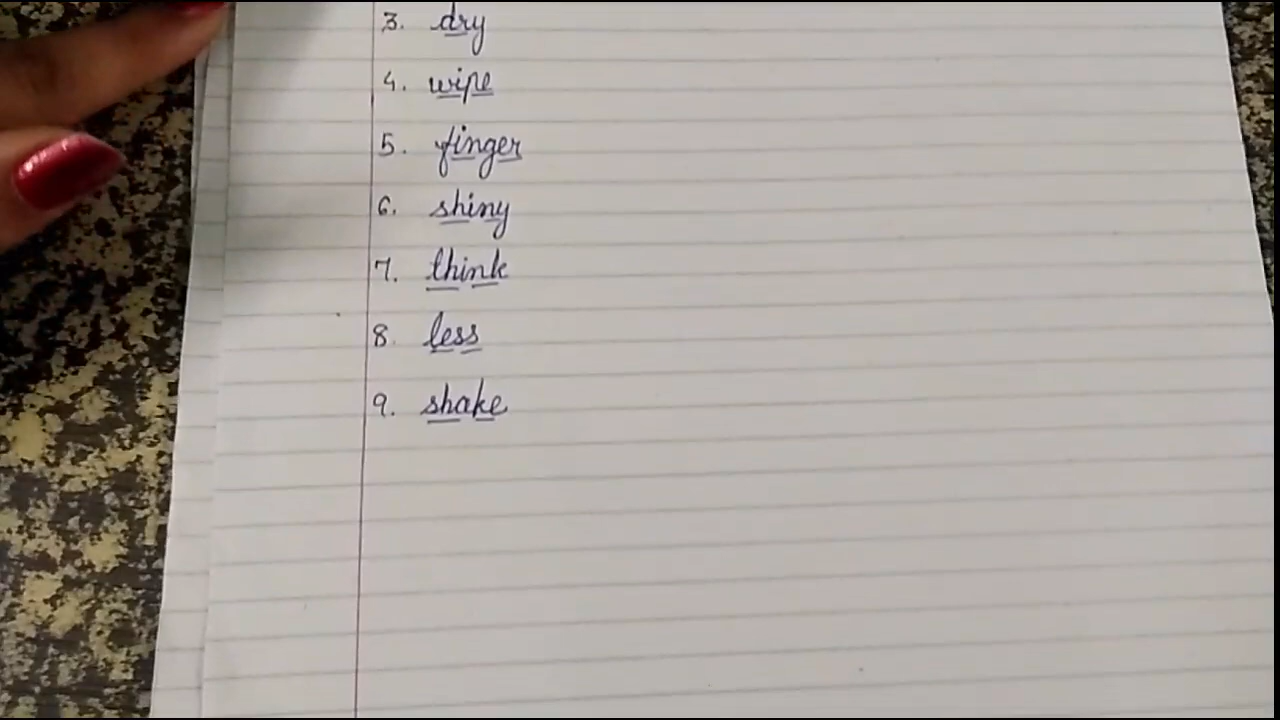 3. dry
4. wipe
5. finger
6. shiny
7. think
8. less
9. shake